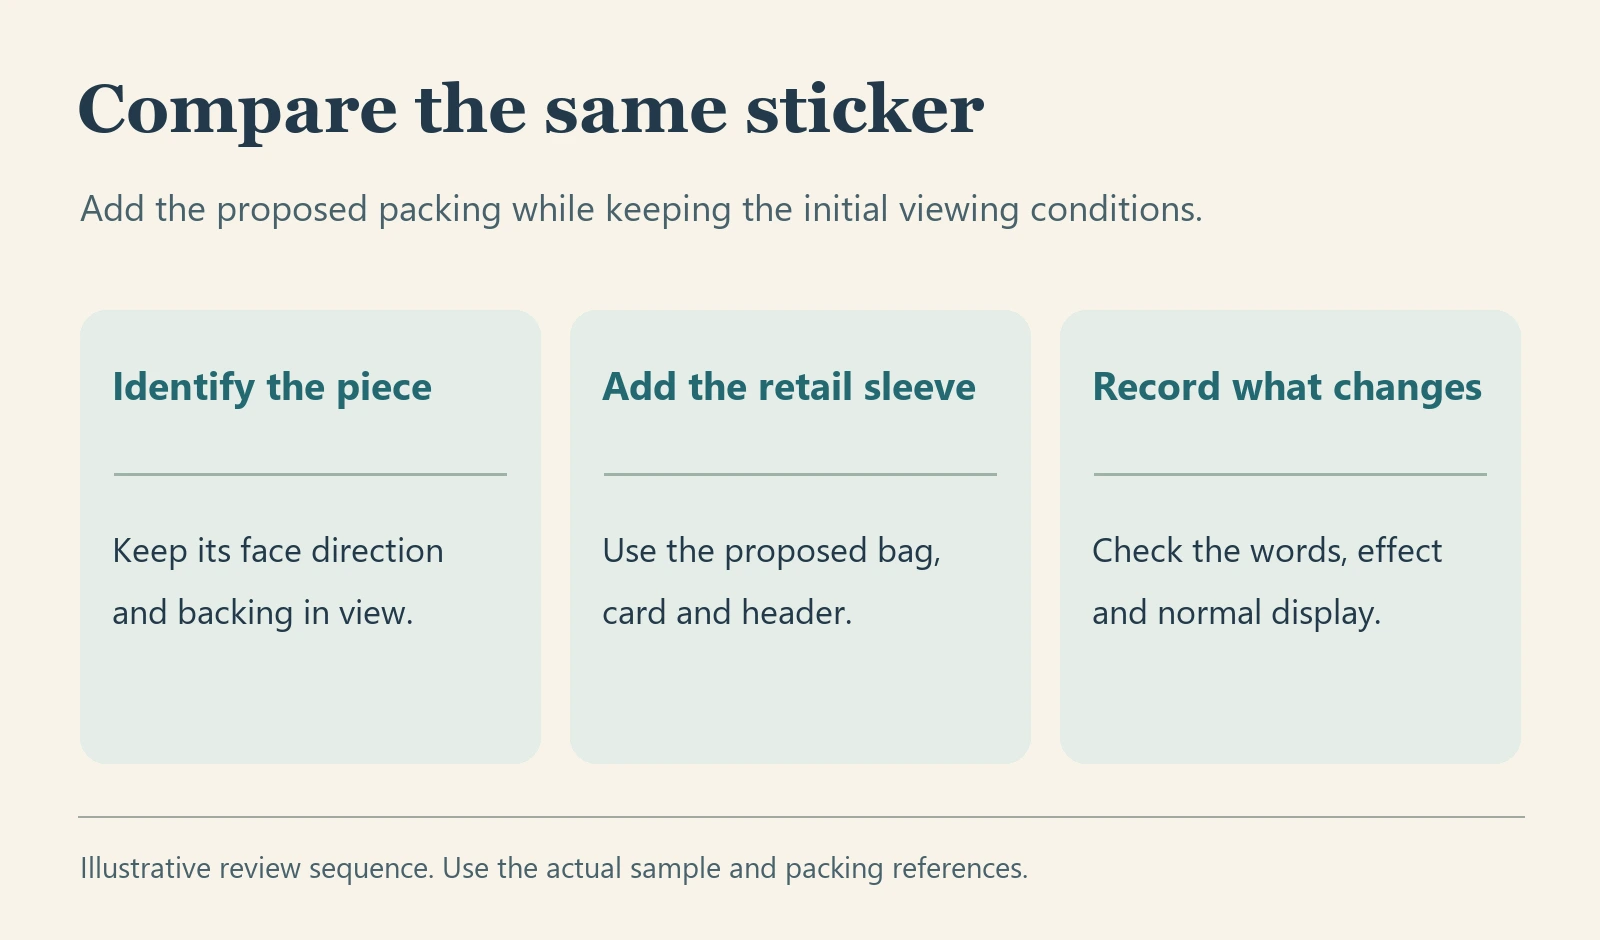 Compare the same sticker
Add the proposed packing while keeping the initial viewing conditions.
Identify the piece
Keep its face direction
and backing in view.
Add the retail sleeve
Use the proposed bag,
card and header.
Record what changes
Check the words, effect
and normal display.
Illustrative review sequence. Use the actual sample and packing references.